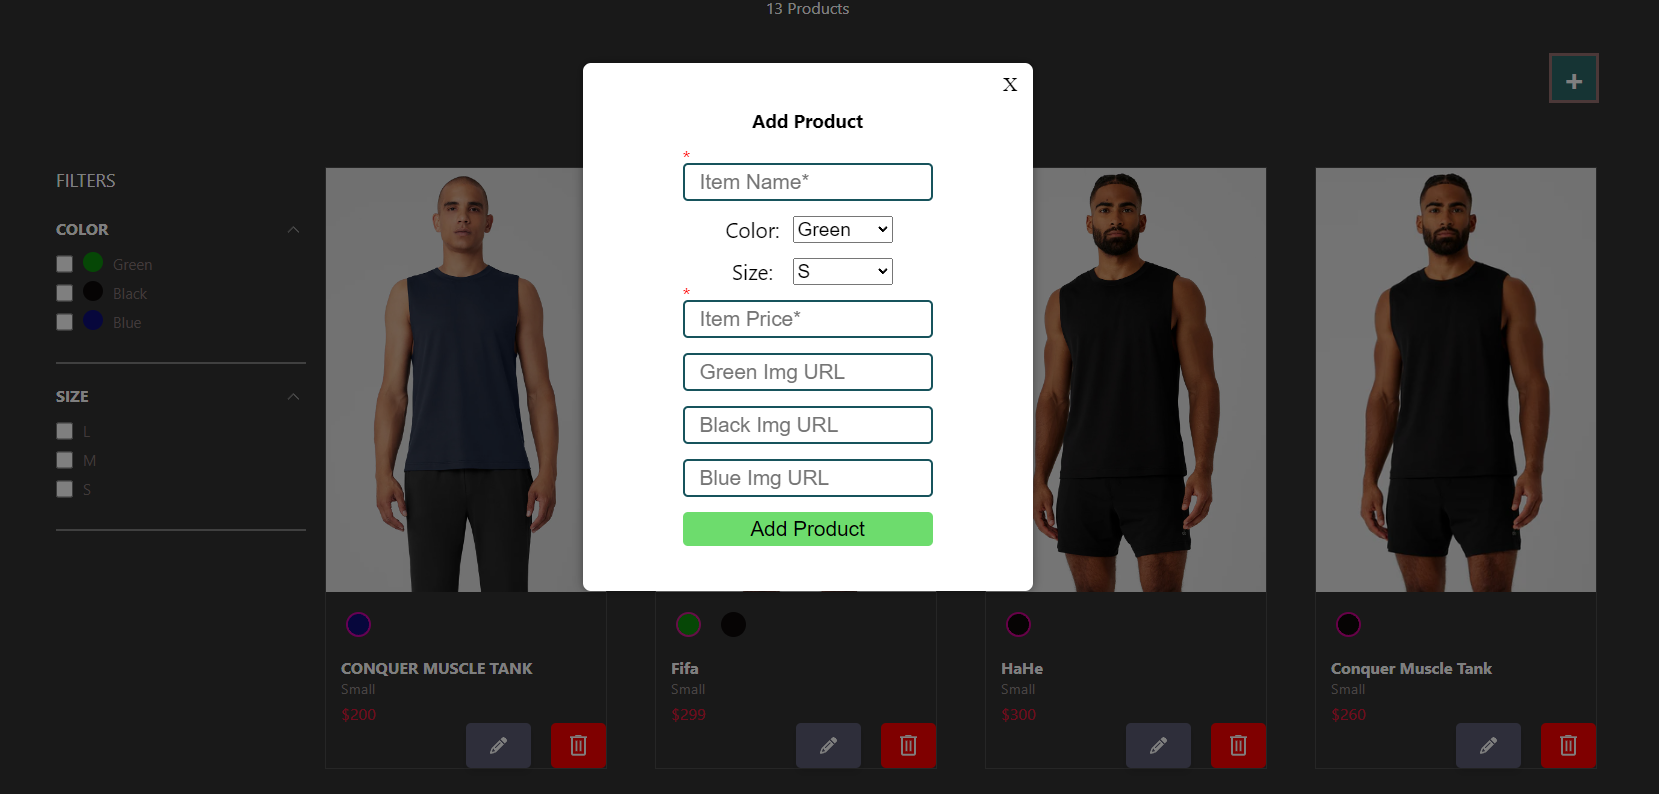 13 Products
+
X
Add Product
*
Item Name*
Color: Green
Size: S
*
Item Price*
Green Img URL
Black Img URL
Blue Img URL
Add Product
FILTERS
COLOR
Green
Black
Blue
SIZE
L
M
S
CONQUER MUSCLE TANK
Small
$200
Fifa
Small
$299
HaHe
Small
$300
Conquer Muscle Tank
Small
$260